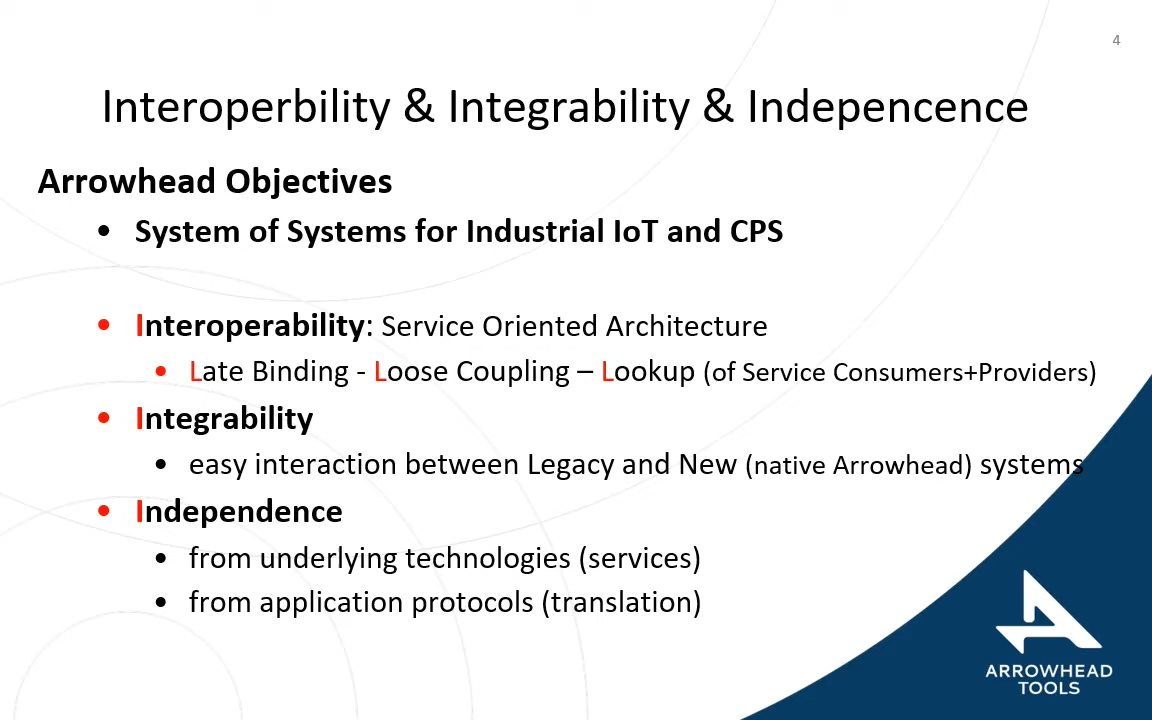 4
Interoperbility & Integrability & Indepencence
Arrowhead Objectives
• System of Systems for Industrial IoT and CPS
• Interoperability: Service Oriented Architecture
• Late Binding - Loose Coupling – Lookup (of Service Consumers+Providers)
• Integrability
• easy interaction between Legacy and New (native Arrowhead) systems
• Independence
• from underlying technologies (services)
• from application protocols (translation)
ARROWHEAD
TOOLS